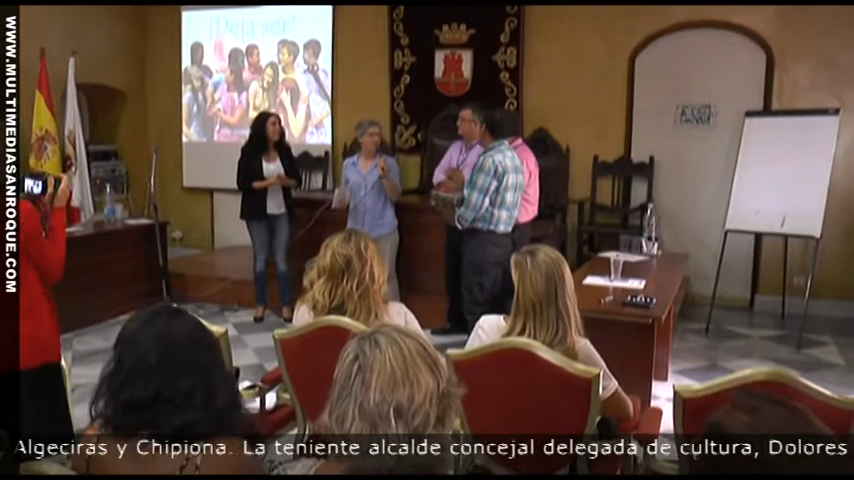 WWW.MULTIMEDIASANROQUE.COM
¡Deja ser!
Algeciras y Chipiona. La teniente alcalde concejal delegada de cultura, Dolores